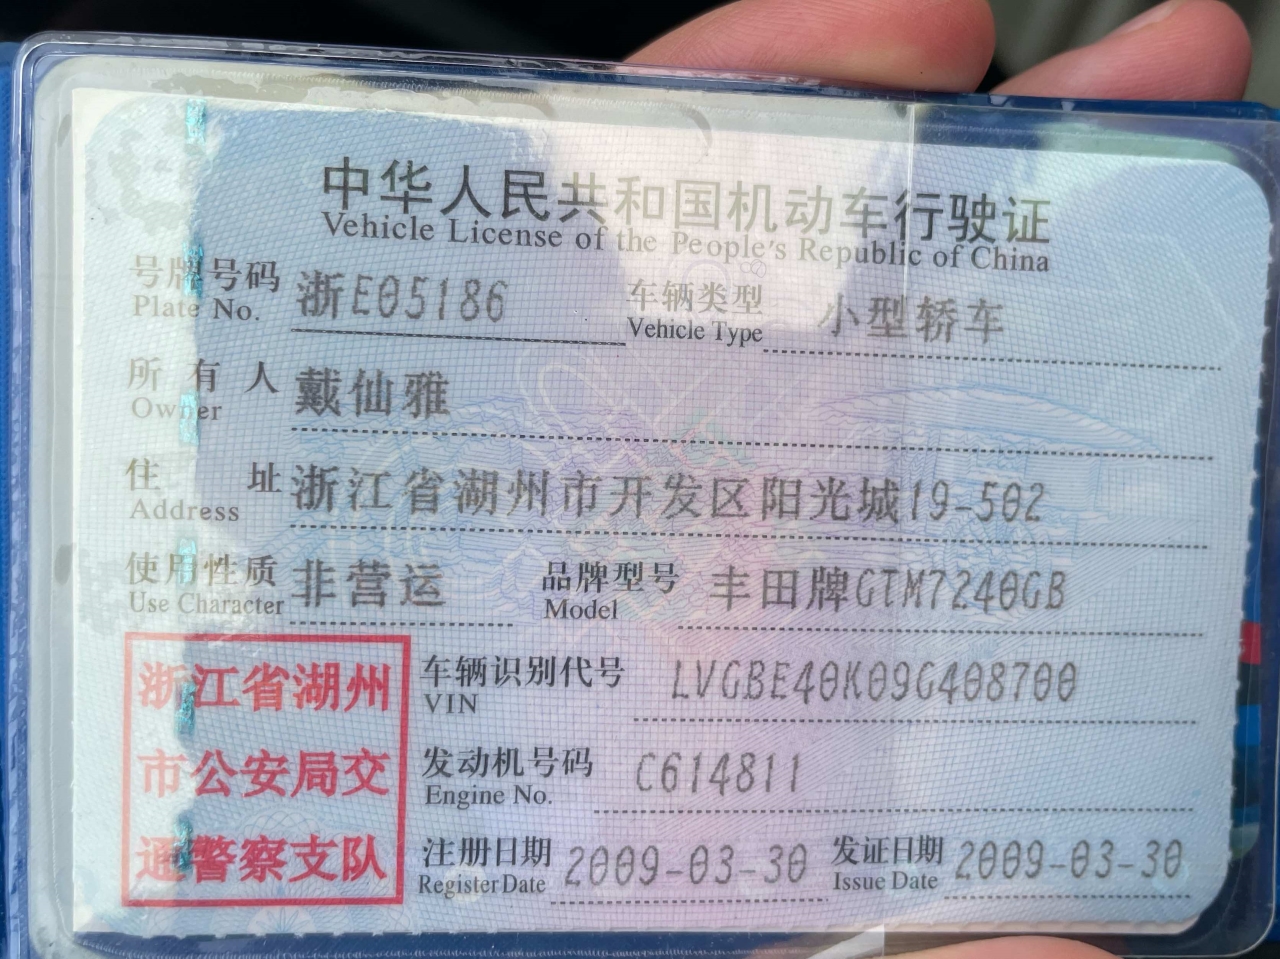 中华人民共和国机动车行驶证
Vehicle License of the People's Republic of China
号牌号码 浙E05186 车辆类型 小型轿车
Plate No. Vehicle Type
所有人 戴仙雅
Owner
住址 浙江省湖州市开发区阳光城19-502
Address
使用性质 非营运 品牌型号 丰田牌GTM7240GB
Use Character Model
浙江省湖州
市公安局交
通警察支队
车辆识别代号 LVGBE40K09G408700
VIN
发动机号码 C614811
Engine No.
注册日期 2009-03-30 发证日期 2009-03-30
Register Date Issue Date